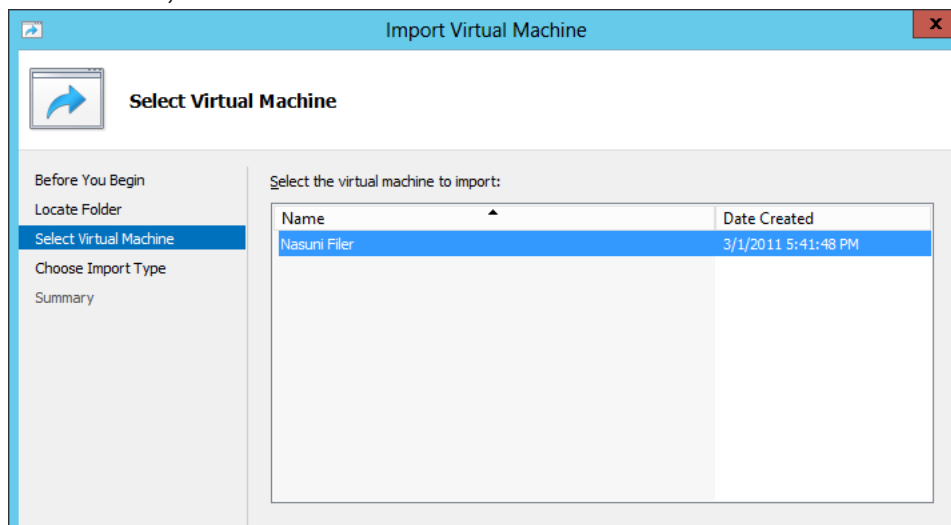 Import Virtual Machine
x
Select Virtual Machine
Before You Begin
Locate Folder
Select Virtual Machine
Choose Import Type
Summary
Select the virtual machine to import:
Name Date Created
Nasuni Filer 3/1/2011 5:41:48 PM